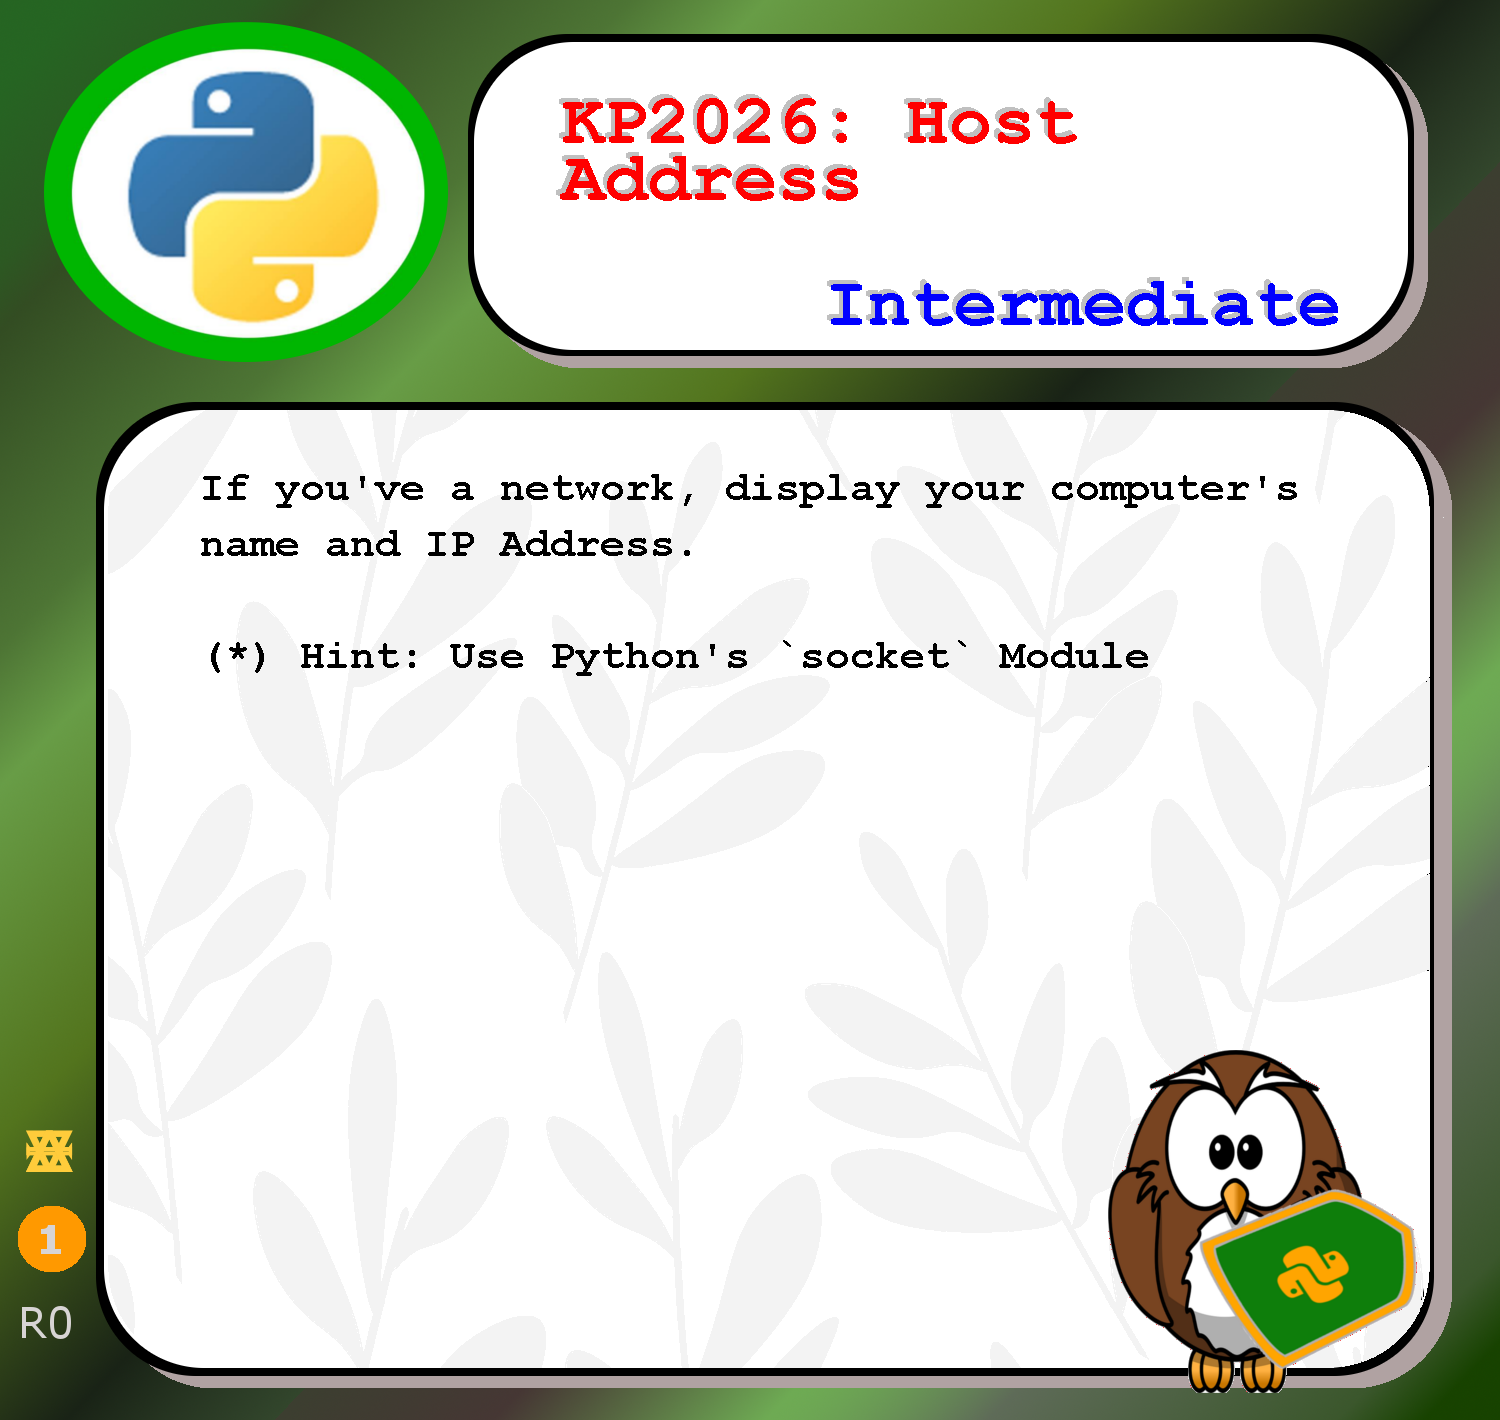 KP2026: Host
Address
Intermediate
If you've a network, display your computer's
name and IP Address.
(*) Hint: Use Python's `socket` Module
1
R0